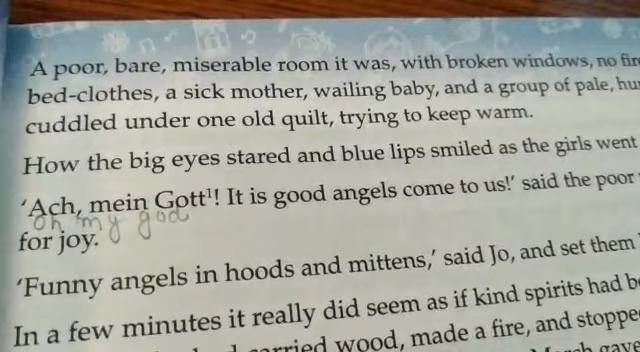 A poor, bare, miserable room it was, with broken windows, no
bed-clothes, a sick mother, wailing baby, and a group of pale,
cuddled under one old quilt, trying to keep warm.
How the big eyes stared and blue lips smiled as the girls went
‘Ach, mein Gott¹! It is good angels come to us!’ said the poor
oh my god
for joy.
‘Funny angels in hoods and mittens,’ said Jo, and set them
In a few minutes it really did seem as if kind spirits had
carried wood, made a fire, and